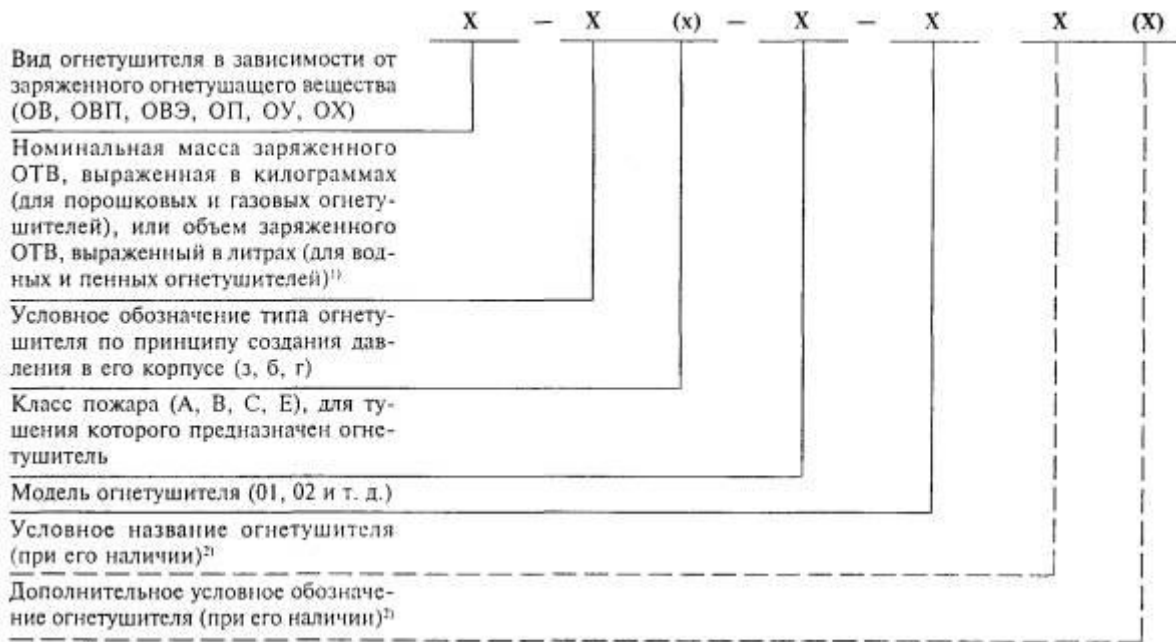 X – X (x) – X – X X (X)
Вид огнетушителя в зависимости от
заряженного огнетушащего вещества
(ОВ, ОВП, ОВЭ, ОП, ОУ, ОХ)
Номинальная масса заряженного
ОТВ, выраженная в килограммах
(для порошковых и газовых огнету-
шителей), или объем заряженного
ОТВ, выраженный в литрах (для вод-
ных и пенных огнетушителей)¹⁾
Условное обозначение типа огнету-
шителя по принципу создания дав-
ления в его корпусе (з, б, г)
Класс пожара (А, В, С, Е), для ту-
шения которого предназначен огне-
тушитель
Модель огнетушителя (01, 02 и т. д.)
Условное название огнетушителя
(при его наличии)²⁾
Дополнительное условное обозначе-
ние огнетушителя (при его наличии)²⁾